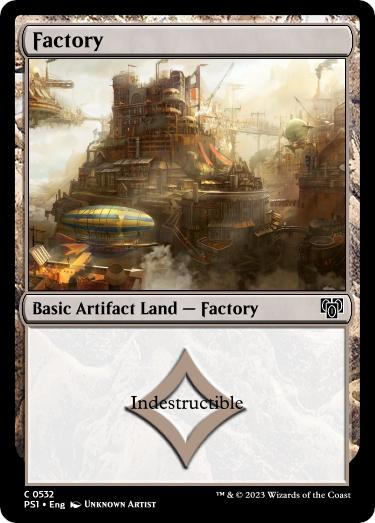 Factory
Basic Artifact Land — Factory
Indestructible
C 0532
PS1 • Eng Unknown Artist
™ & © 2023 Wizards of the Coast